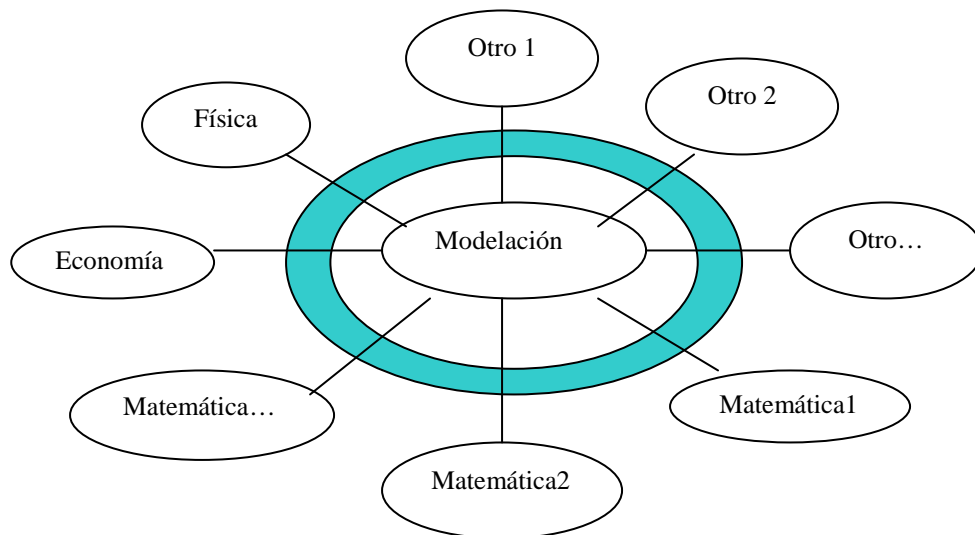 Otro 1
Otro 2
Física
Modelación
Otro…
Economía
Matemática…
Matemática1
Matemática2